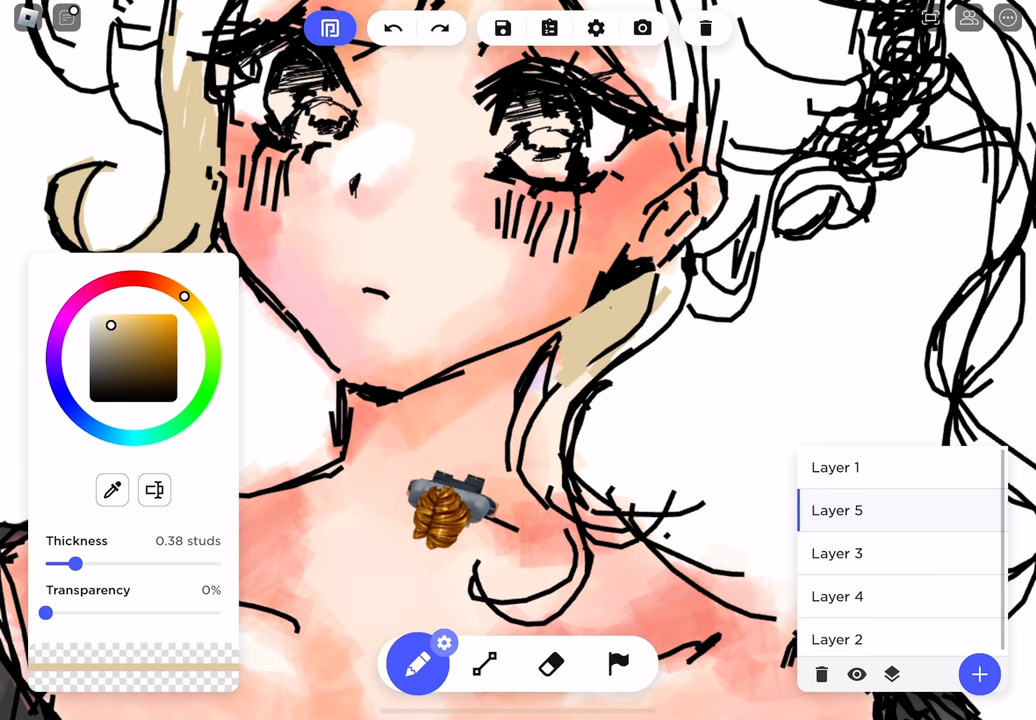 Thickness 0.38 studs
Transparency 0%
Layer 1
Layer 5
Layer 3
Layer 4
Layer 2